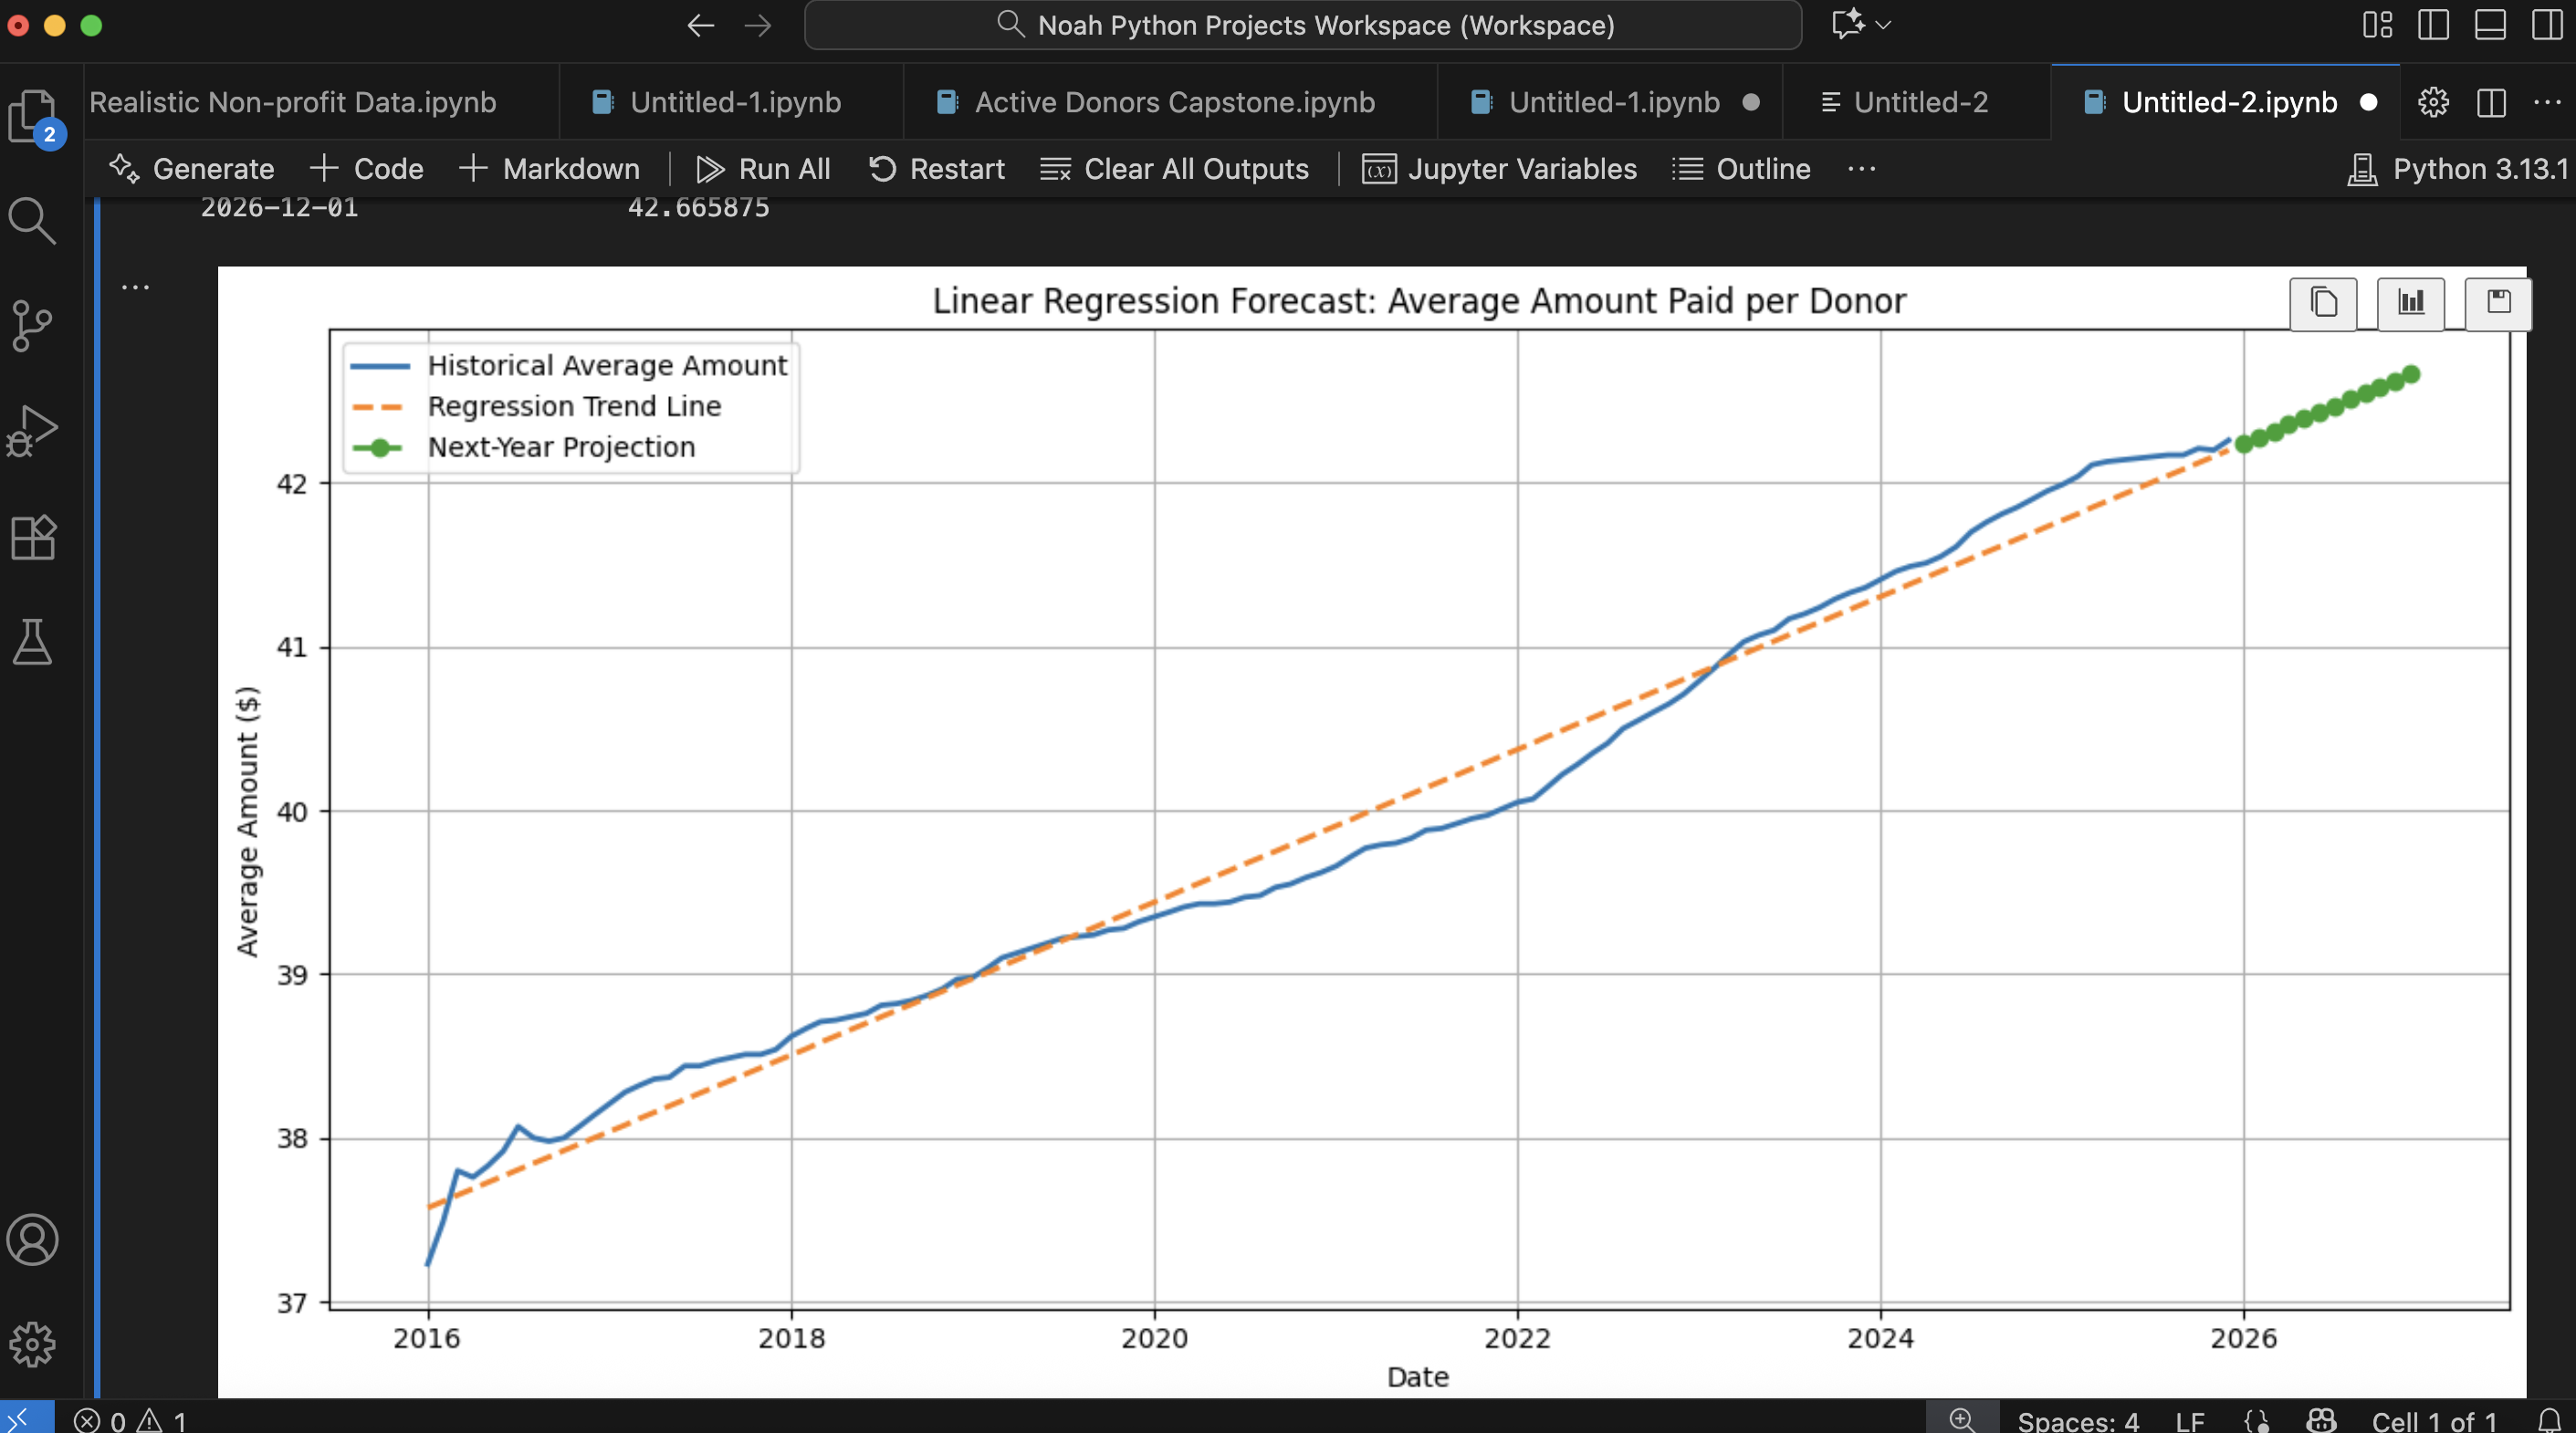 Noah Python Projects Workspace (Workspace)
Realistic Non-profit Data.ipynb
Untitled-1.ipynb
Active Donors Capstone.ipynb
Untitled-1.ipynb
Untitled-2
Untitled-2.ipynb
2
Generate
Code
Markdown
Run All
Restart
Clear All Outputs
Jupyter Variables
Outline
Python 3.13.1
2026-12-01 42.665875
Linear Regression Forecast: Average Amount Paid per Donor
Historical Average Amount
Regression Trend Line
Next-Year Projection
42
41
40
39
38
37
Average Amount ($)
2016 2018 2020 2022 2024 2026
Date
0 1
Spaces: 4 LF Cell 1 of 1